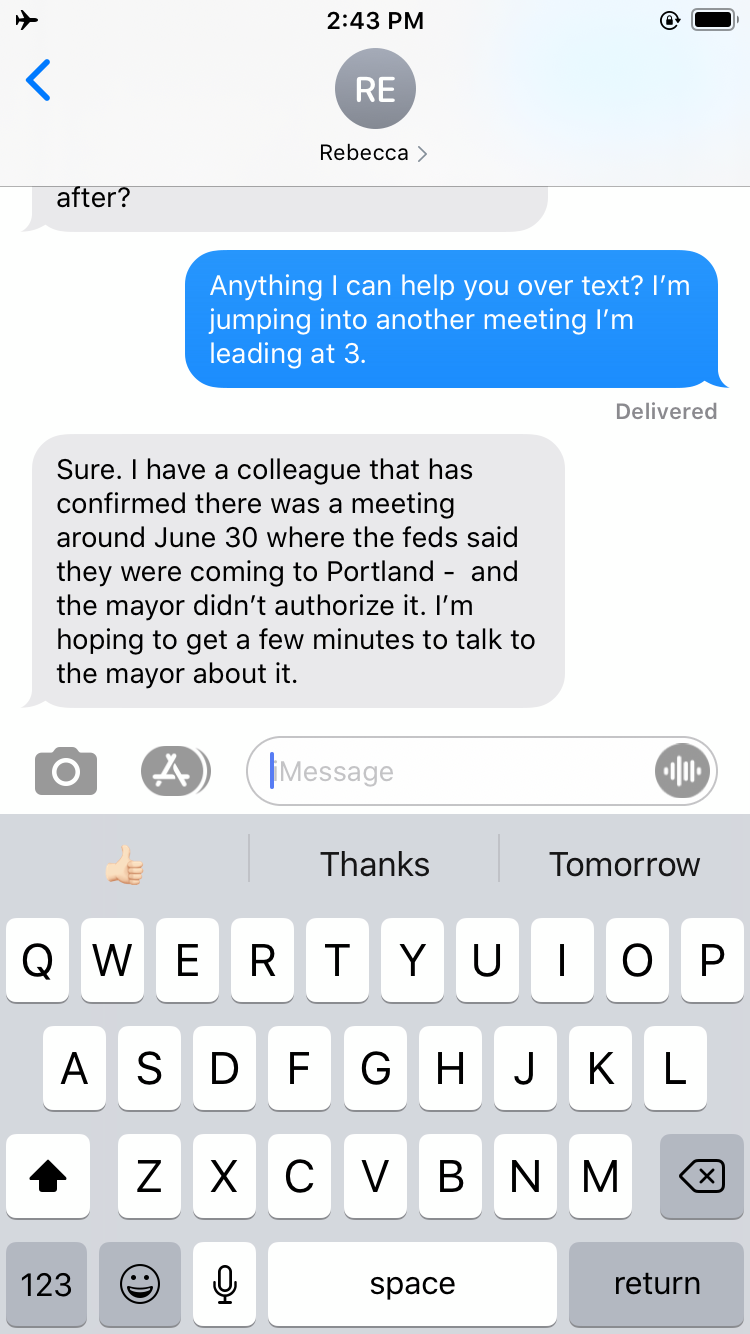 2:43 PM
RE
Rebecca
after?
Anything I can help you over text? I’m
jumping into another meeting I’m
leading at 3.
Delivered
Sure. I have a colleague that has
confirmed there was a meeting
around June 30 where the feds said
they were coming to Portland -  and
the mayor didn’t authorize it. I’m
hoping to get a few minutes to talk to
the mayor about it.
iMessage
Thanks
Tomorrow
Q W E R T Y U I O P
A S D F G H J K L
Z X C V B N M
123 space return